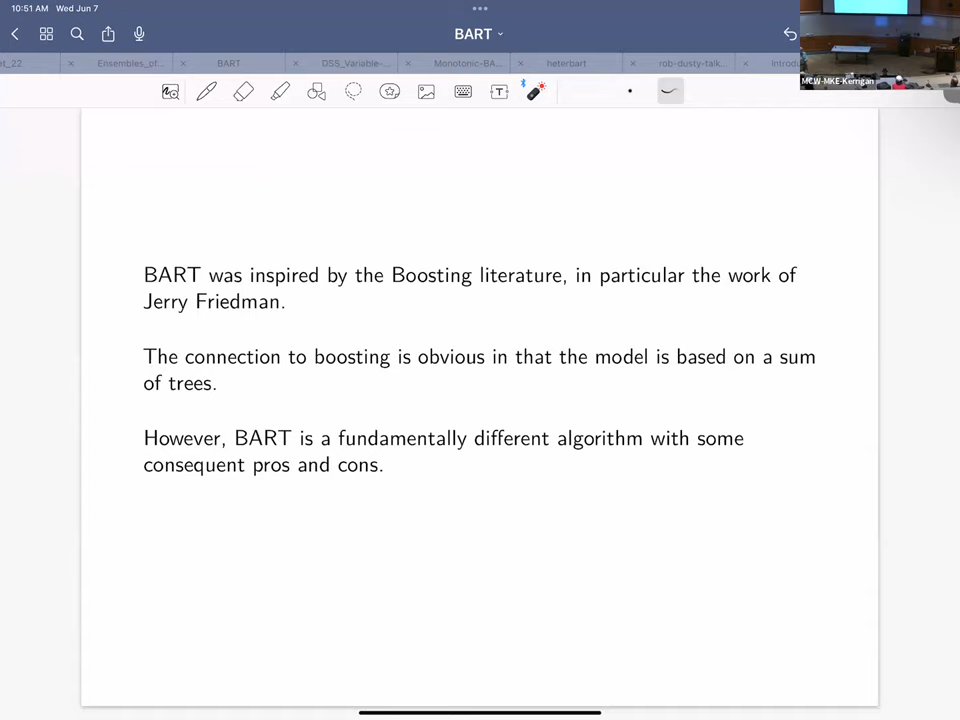 10:51 AM Wed Jun 7
BART
et_22
Ensembles_of...
BART
DSS_Variable-...
Monotonic-BA...
heterbart
rob-dusty-talk...
Introdu
MCW-MKE-Kerrigan
BART was inspired by the Boosting literature, in particular the work of
Jerry Friedman.
The connection to boosting is obvious in that the model is based on a sum
of trees.
However, BART is a fundamentally different algorithm with some
consequent pros and cons.